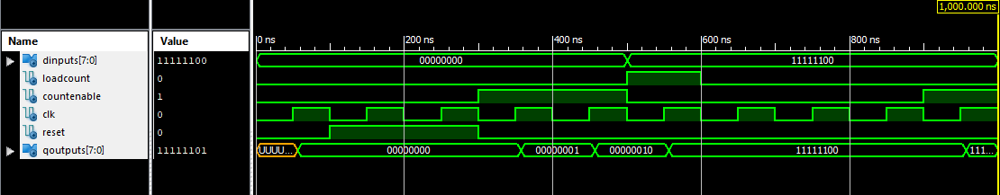 1,000.000 ns
Name Value 0 ns 200 ns 400 ns 600 ns 800 ns
dinputs[7:0] 11111100 00000000 11111100
loadcount 0
countenable 1
clk 0
reset 0
qoutputs[7:0] 11111101 UUUU... 00000000 00000001 00000010 11111100 111...